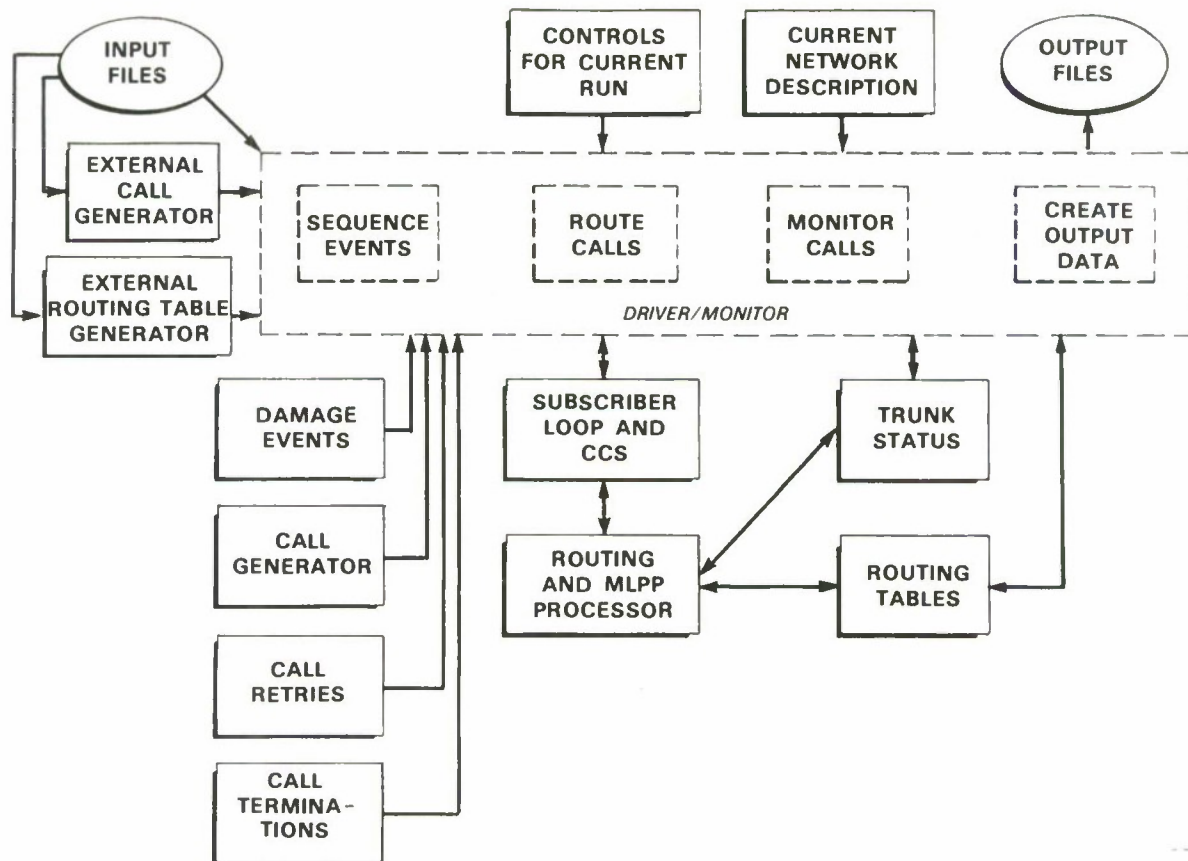 INPUT
FILES
CONTROLS
FOR CURRENT
RUN
CURRENT
NETWORK
DESCRIPTION
OUTPUT
FILES
EXTERNAL
CALL
GENERATOR
EXTERNAL
ROUTING TABLE
GENERATOR
SEQUENCE
EVENTS
ROUTE
CALLS
MONITOR
CALLS
CREATE
OUTPUT
DATA
DRIVER/MONITOR
DAMAGE
EVENTS
SUBSCRIBER
LOOP AND
CCS
TRUNK
STATUS
CALL
GENERATOR
ROUTING
AND MLPP
PROCESSOR
ROUTING
TABLES
CALL
RETRIES
CALL
TERMINA-
TIONS